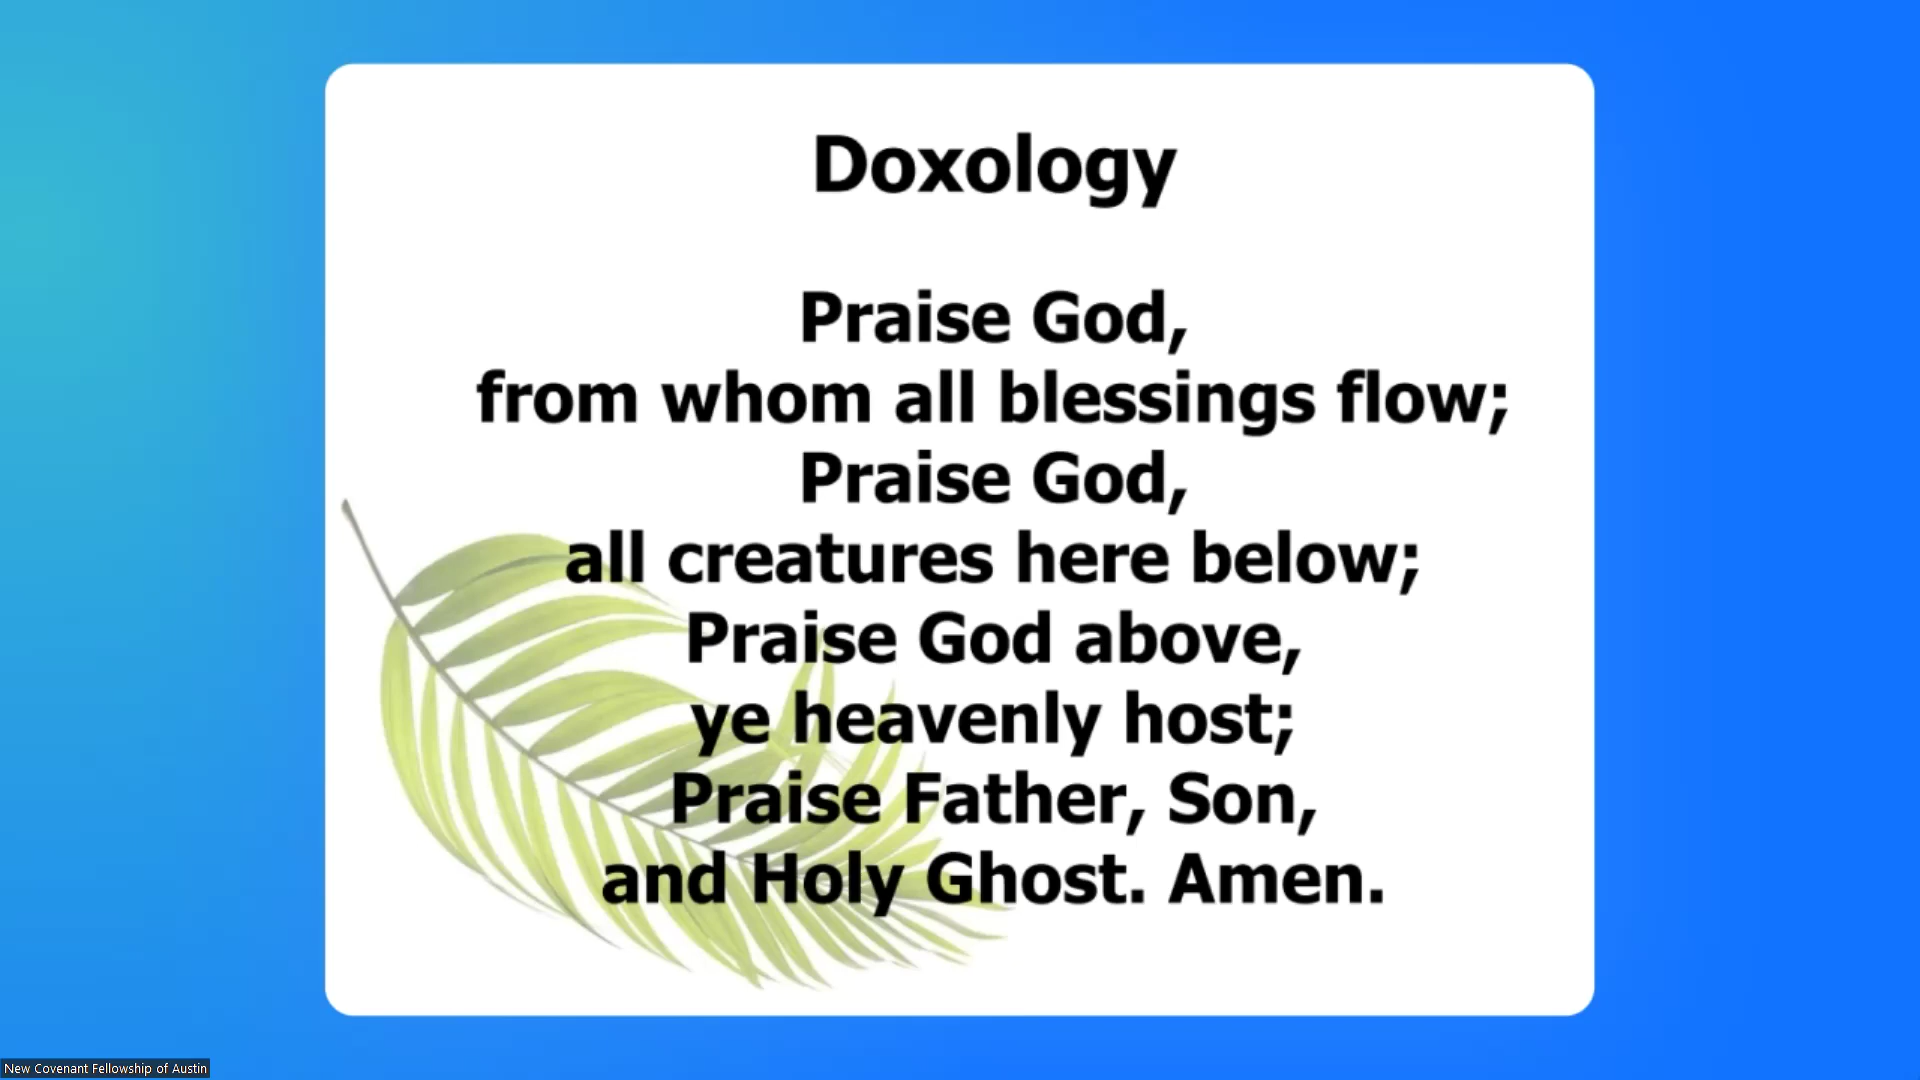 Doxology
Praise God,
from whom all blessings flow;
Praise God,
all creatures here below;
Praise God above,
ye heavenly host;
Praise Father, Son,
and Holy Ghost. Amen.
New Covenant Fellowship of Austin